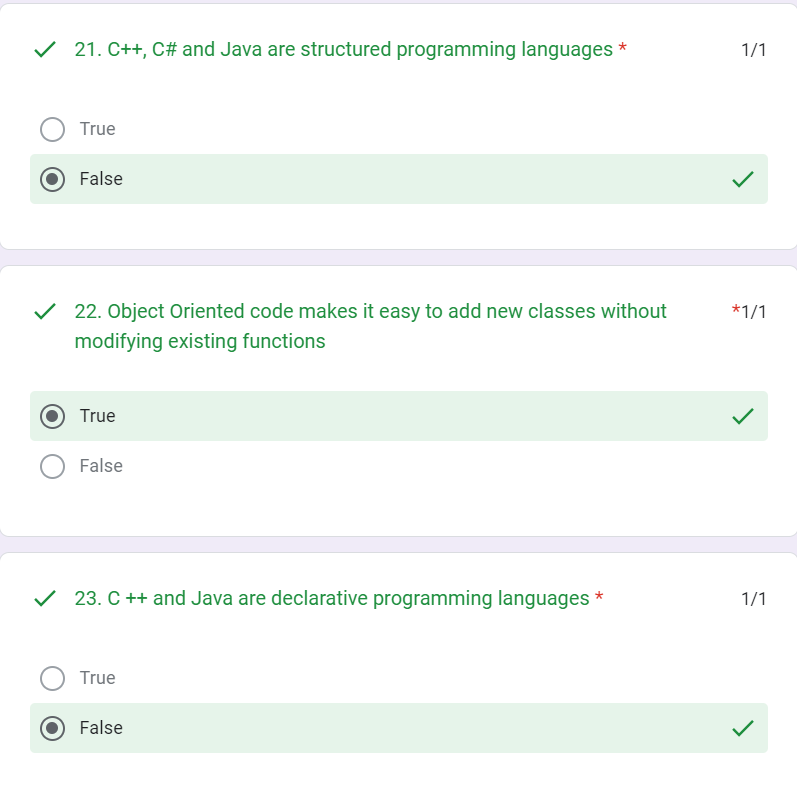 21. C++, C# and Java are structured programming languages * 1/1
True
False
22. Object Oriented code makes it easy to add new classes without *1/1
modifying existing functions
True
False
23. C ++ and Java are declarative programming languages * 1/1
True
False